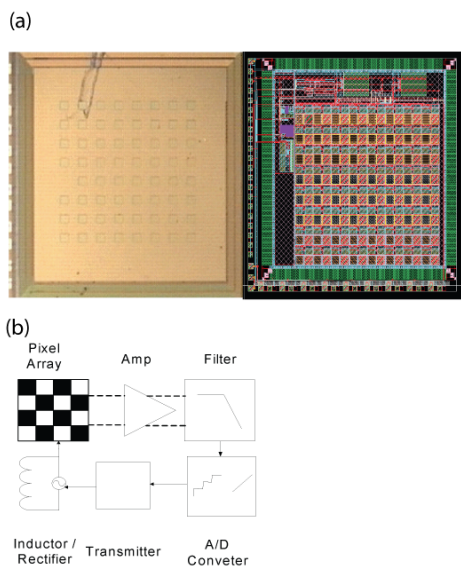 (a)
(b)
Pixel
Array
Amp
Filter
Inductor /
Rectifier
Transmitter
A/D
Conveter